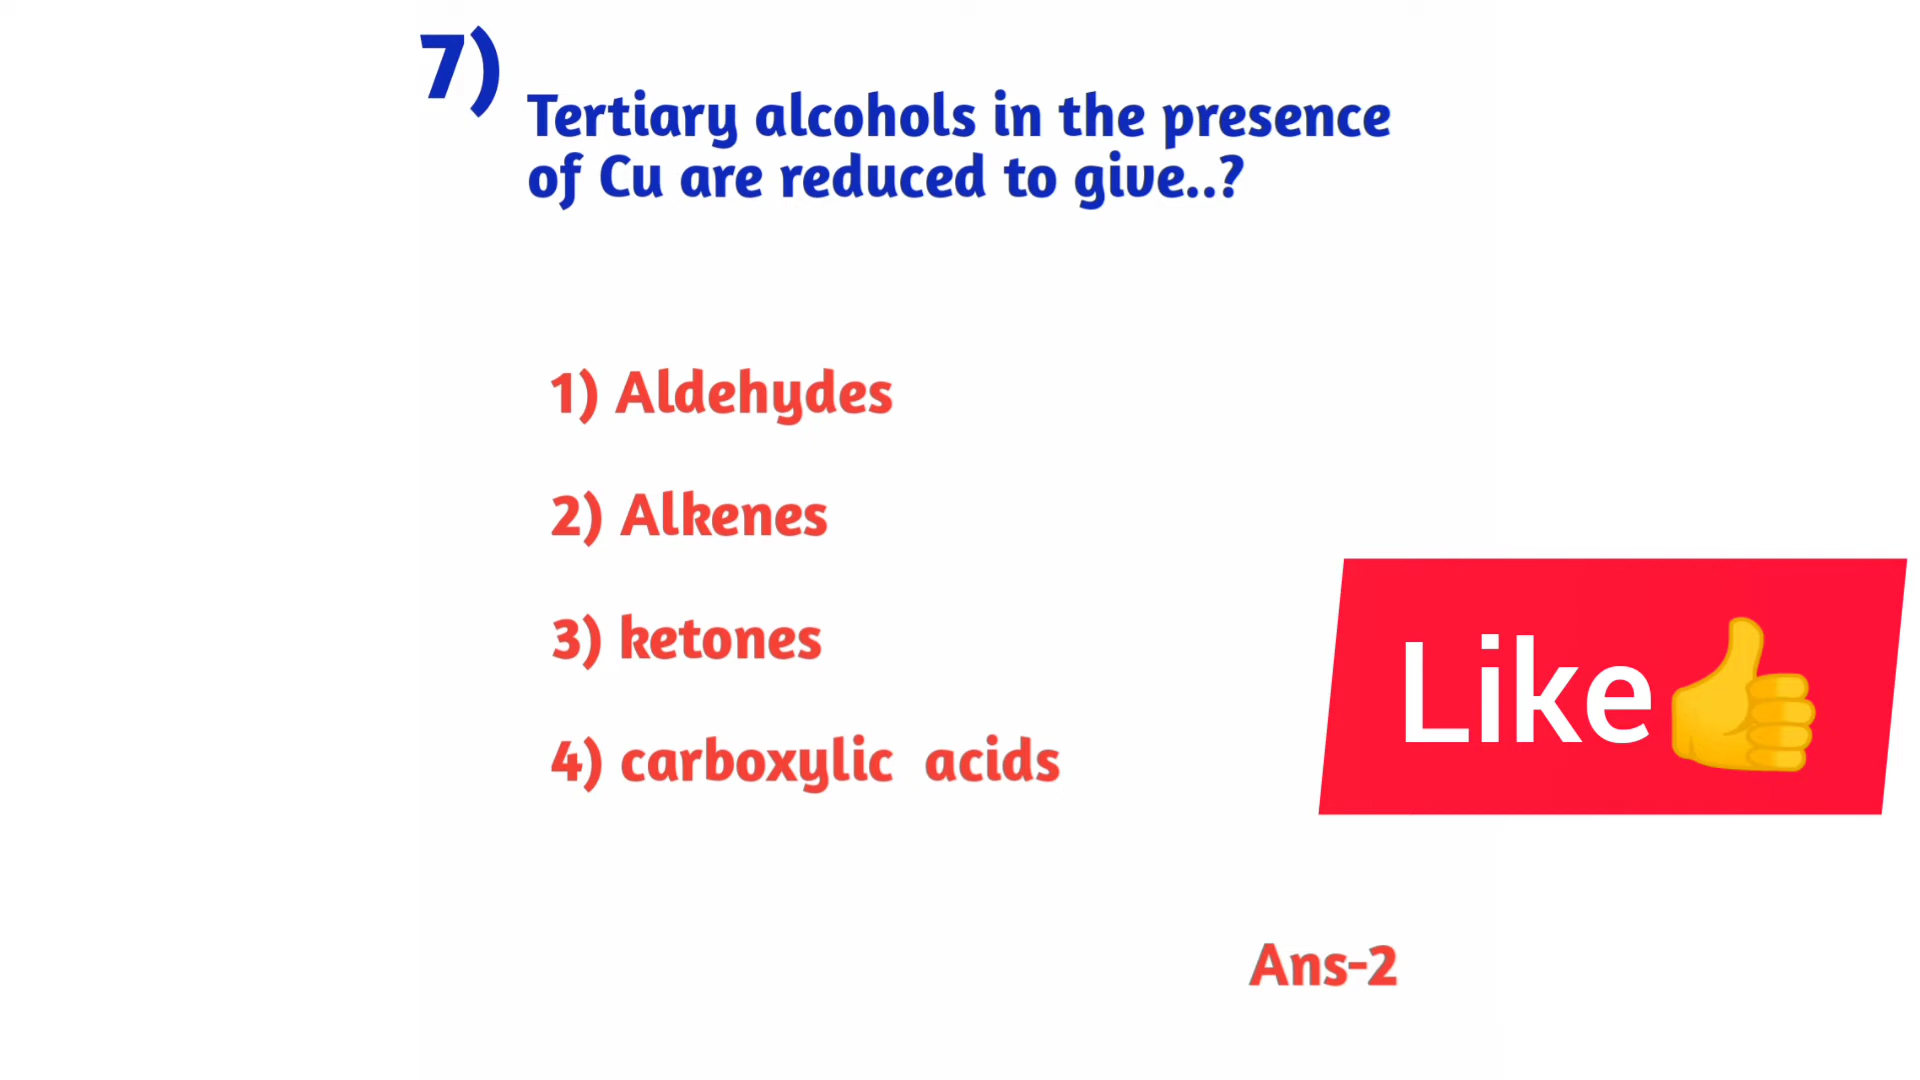 7)
Tertiary alcohols in the presence
of Cu are reduced to give..?
1) Aldehydes
2) Alkenes
3) ketones
4) carboxylic acids
Like👍
Ans-2